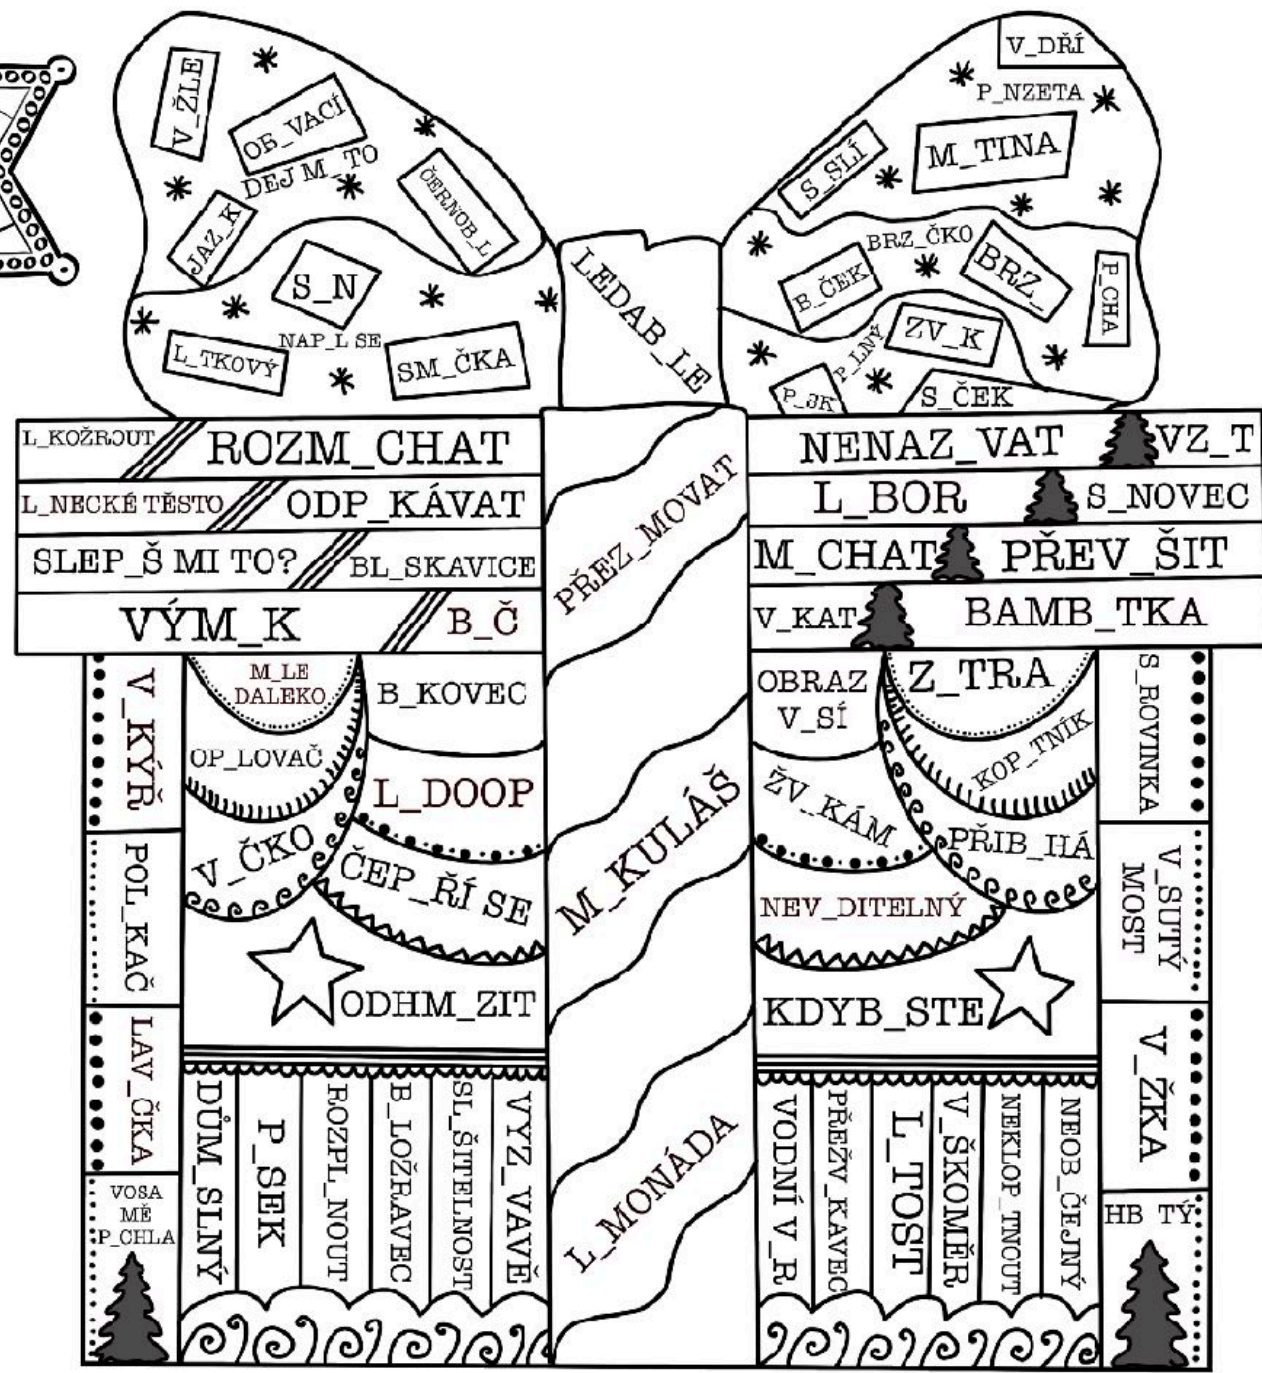 V_ŽLE
OB_VACÍ
DEJ M_TO
ČERNOB_L
JAZ_K
S_N
NAP_L SE
L_TKOVÝ
SM_ČKA
LEDAB_LE
V_DŘÍ
P_NZETA
M_TINA
S_SLÍ
BRZ_ČKO
B_ČEK
BRZ_
P_CHA
ZV_K
P_LNÝ
P_JK
S_ČEK
L_KOŽROUT
ROZM_CHAT
L_NECKÉ TĚSTO
ODP_KÁVAT
SLEP_Š MI TO?
BL_SKAVICE
VÝM_K
B_Č
PŘEZ_MOVAT
NENAZ_VAT
VZ_T
L_BOR
S_NOVEC
M_CHAT
PŘEV_ŠIT
V_KAT
BAMB_TKA
V_KÝŘ
M_LE
DALEKO
B_KOVEC
OP_LOVAČ
L_DOOP
V_ČKO
ČEP_ŘÍ SE
POL_KAČ
ODHM_ZIT
LAV_ČKA
VOSA
MĚ
P_CHLA
M_KULÁŠ
OBRAZ
V_SÍ
Z_TRA
KOP_TNÍK
ŽV_KÁM
PŘIB_HÁ
NEV_DITELNÝ
KDYB_STE
S_ROVINKA
V_SUTÝ
MOST
V_ŽKA
HB_TÝ
DŮM_SLNÝ
P_SEK
ROZPL_NOUT
B_LOŽRAVEC
SL_ŠITELNOST
VYZ_VAVĚ
L_MONÁDA
VODNÍ V_R
PŘEŽV_KAVEC
L_TOST
V_ŠKOMĚR
NEKLOP_TNOUT
NEOB_ČEJNÝ